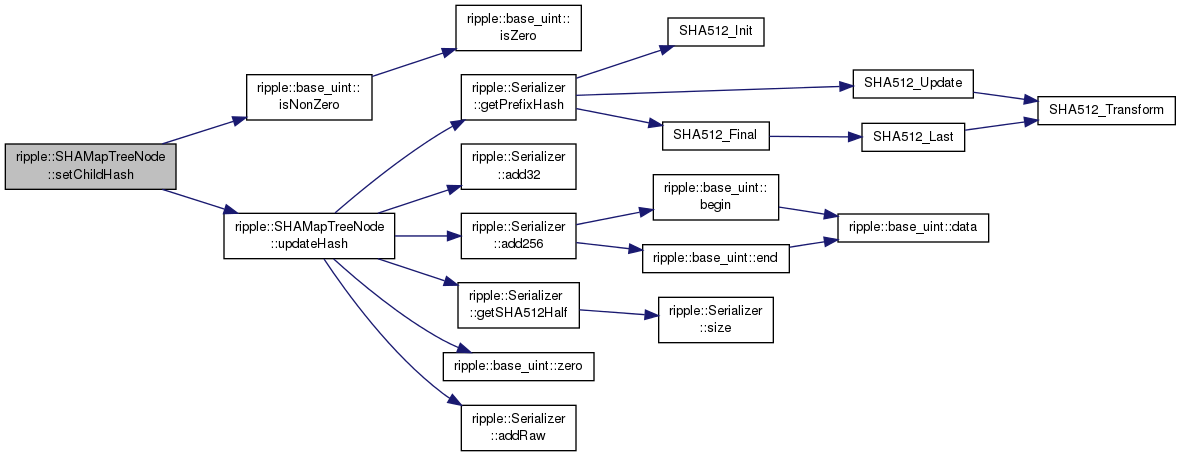 ripple::SHAMapTreeNode
::setChildHash
ripple::base_uint::
isNonZero
ripple::base_uint::
isZero
ripple::SHAMapTreeNode
::updateHash
ripple::Serializer
::getPrefixHash
SHA512_Init
SHA512_Update
SHA512_Transform
SHA512_Final
SHA512_Last
ripple::Serializer
::add32
ripple::Serializer
::add256
ripple::base_uint::
begin
ripple::base_uint::end
ripple::base_uint::data
ripple::Serializer
::getSHA512Half
ripple::Serializer
::size
ripple::base_uint::zero
ripple::Serializer
::addRaw